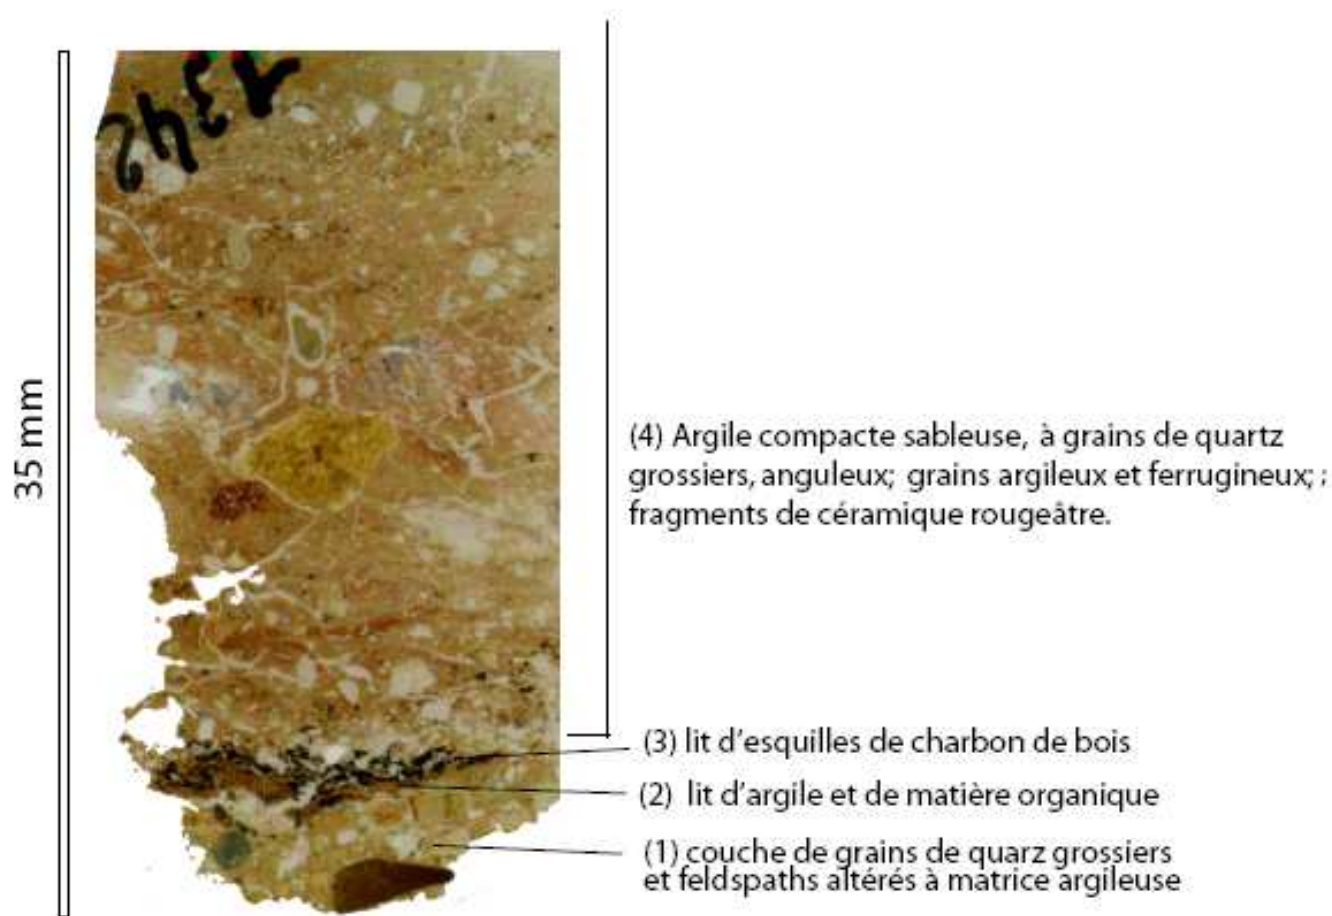 1342
35 mm
(4) Argile compacte sableuse, à grains de quartz
grossiers, anguleux; grains argileux et ferrugineux; ;
fragments de céramique rougeâtre.
(3) lit d'esquilles de charbon de bois
(2) lit d'argile et de matière organique
(1) couche de grains de quarz grossiers
et feldspaths altérés à matrice argileuse